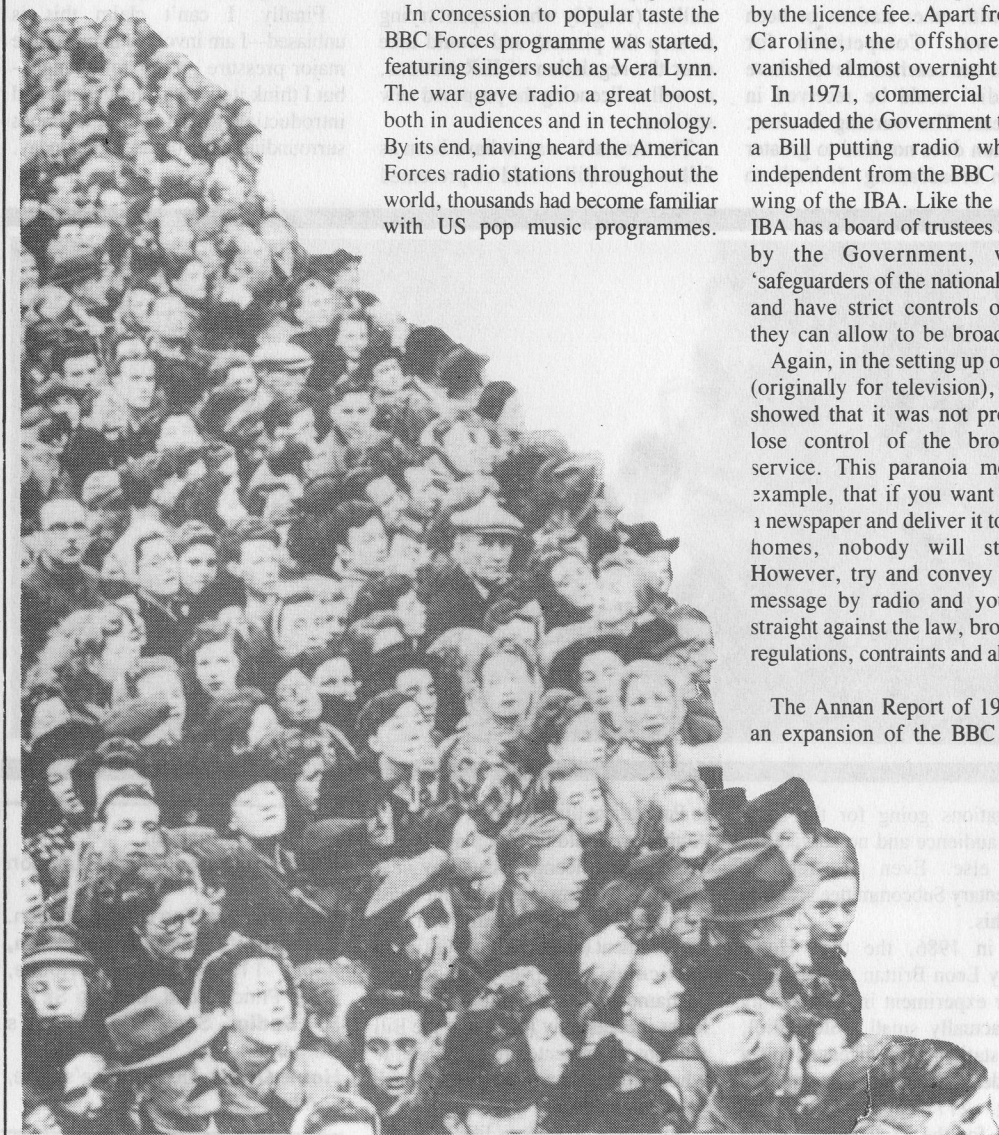 In concession to popular taste the
BBC Forces programme was started,
featuring singers such as Vera Lynn.
The war gave radio a great boost,
both in audiences and in technology.
By its end, having heard the American
Forces radio stations throughout the
world, thousands had become familiar
with US pop music programmes.
by the licence fee. Apart fr
Caroline, the offshore
vanished almost overnight
In 1971 commercial
persuaded the Government t
a Bill putting radio wh
independent from the BBC
wing of the IBA. Like the
IBA has a board of trustees
by the Government, w
‘safeguarders of the national
and have strict controls o
they can allow to be broad
Again, in the setting up o
(originally for television),
showed that it was not pre
lose control of the bro
service. This paranoia m
example, that if you want
a newspaper and deliver it to
homes, nobody will st
However, try and convey
message by radio and you
straight against the law, bro
regulations, contraints and al
The Annan Report of 19
an expansion of the BBC